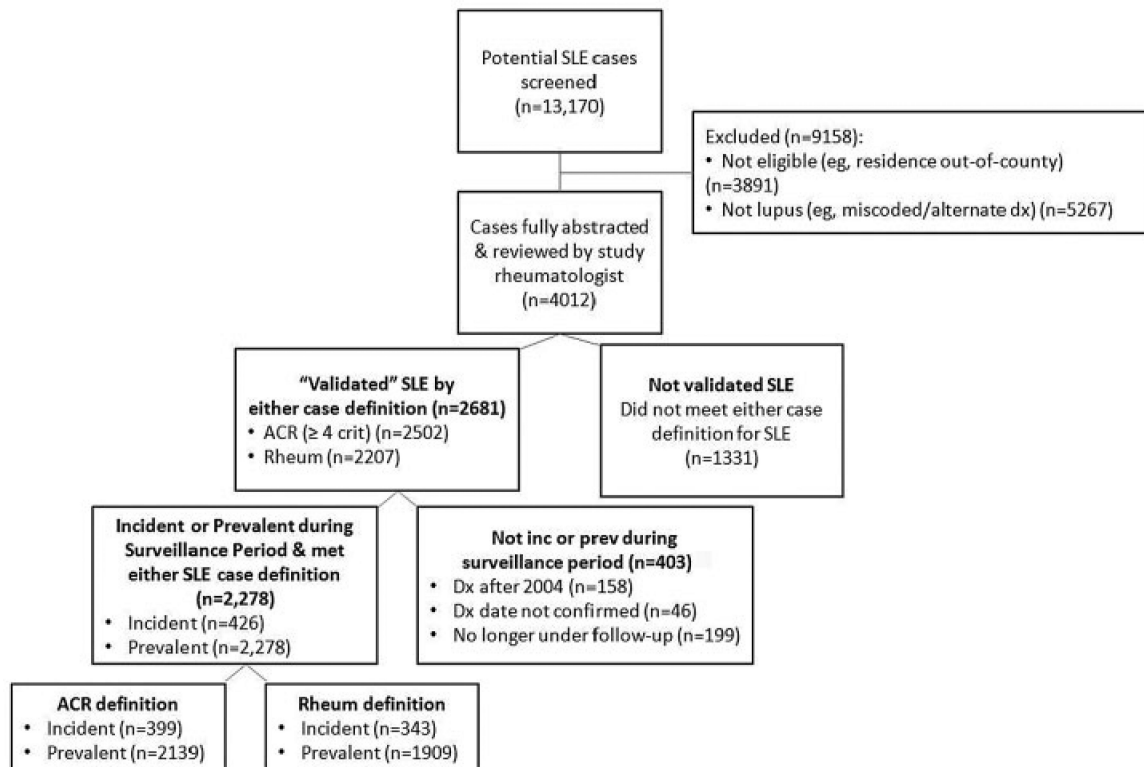 Potential SLE cases
screened
(n=13,170)
Excluded (n=9158):
• Not eligible (eg, residence out-of-county)
(n=3891)
• Not lupus (eg, miscoded/alternate dx) (n=5267)
Cases fully abstracted
& reviewed by study
rheumatologist
(n=4012)
“Validated” SLE by
either case definition (n=2681)
• ACR (≥ 4 crit) (n=2502)
• Rheum (n=2207)
Not validated SLE
Did not meet either case
definition for SLE
(n=1331)
Incident or Prevalent during
Surveillance Period & met
either SLE case definition
(n=2,278)
• Incident (n=426)
• Prevalent (n=2,278)
Not inc or prev during
surveillance period (n=403)
• Dx after 2004 (n=158)
• Dx date not confirmed (n=46)
• No longer under follow-up (n=199)
ACR definition
• Incident (n=399)
• Prevalent (n=2139)
Rheum definition
• Incident (n=343)
• Prevalent (n=1909)